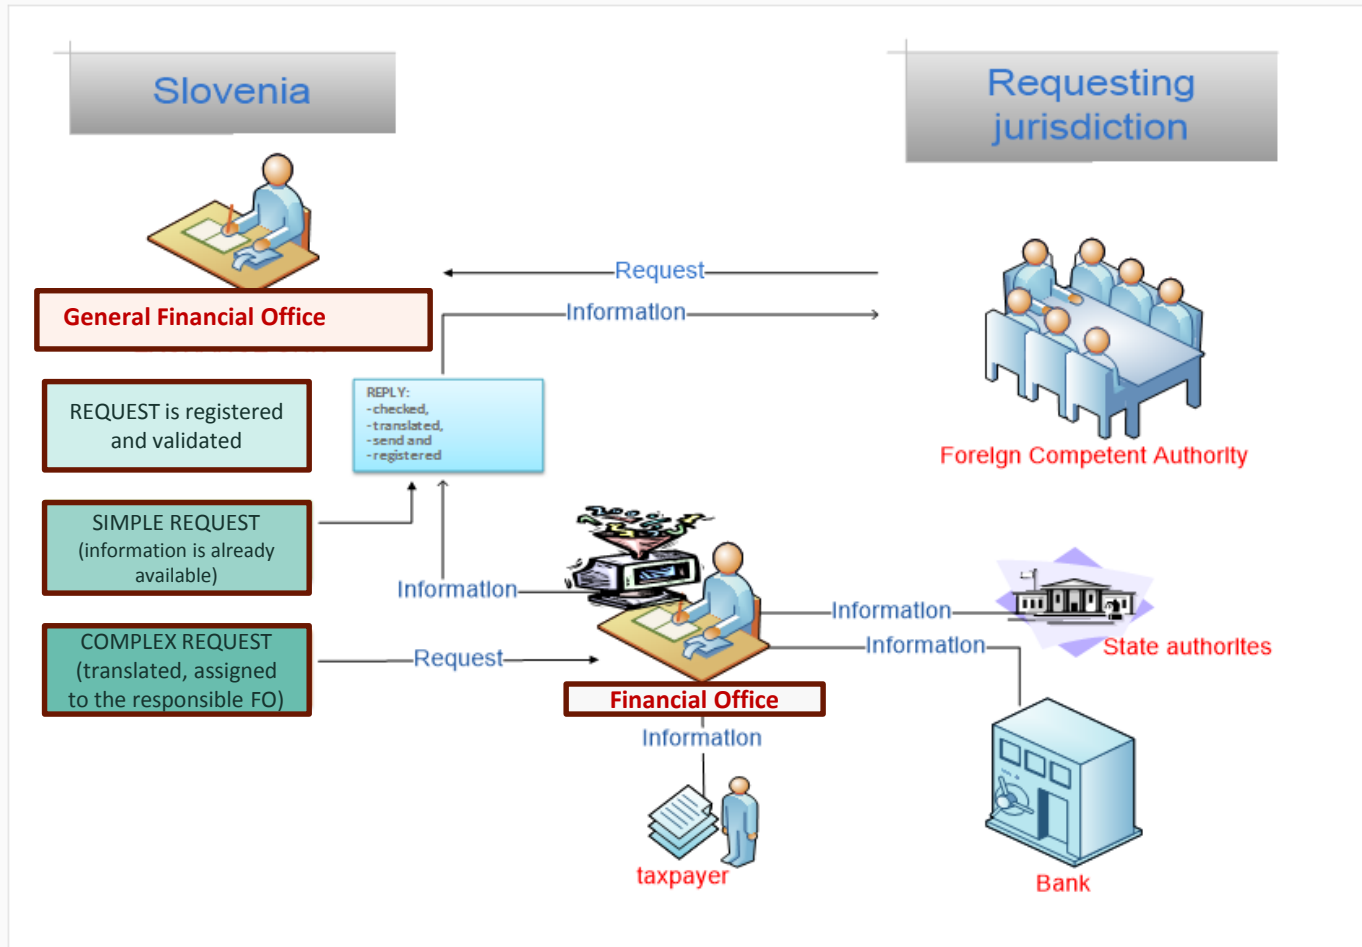 Slovenia
Requesting
jurisdiction
Request
Information
General Financial Office
REQUEST is registered
and validated
REPLY:
- checked,
- translated,
- send and
- registered
Foreign Competent Authority
SIMPLE REQUEST
(information is already
available)
Information
COMPLEX REQUEST
(translated, assigned
to the responsible FO)
Request
Financial Office
Information
State authorites
Information
Information
taxpayer
Bank